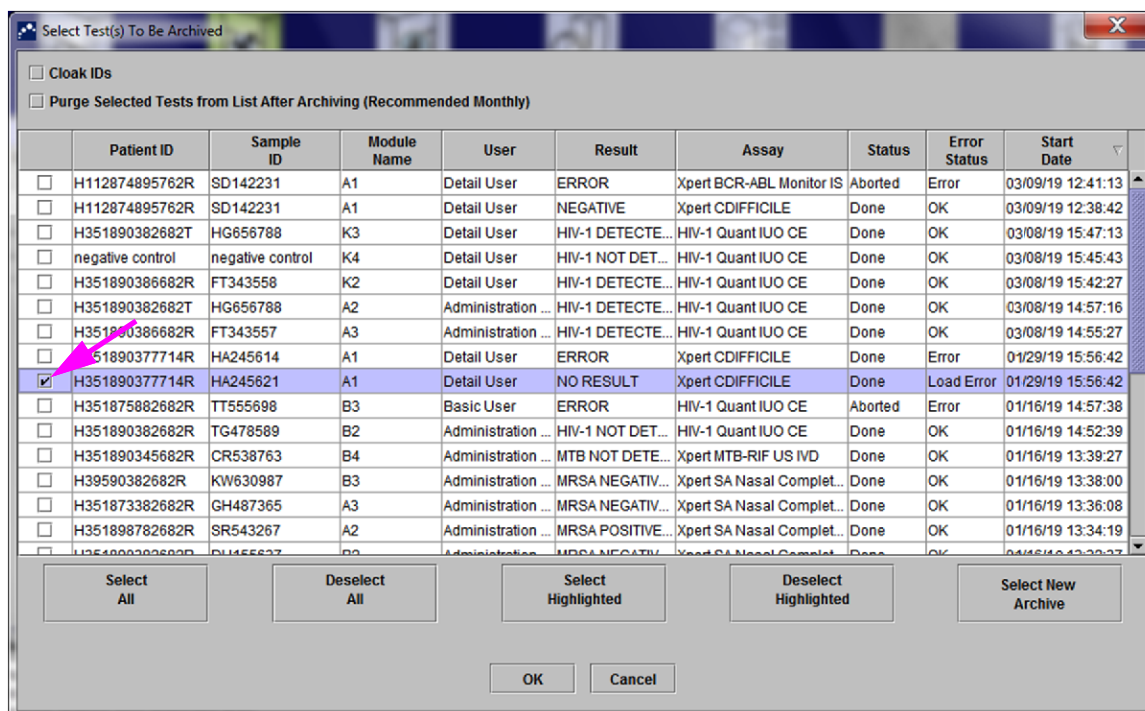 Select Test(s) To Be Archived
Cloak IDs
Purge Selected Tests from List After Archiving (Recommended Monthly)
Patient ID Sample ID Module Name User Result Assay Status Error Status Start Date
H112874895762R SD142231 A1 Detail User ERROR Xpert BCR-ABL Monitor IS Aborted Error 03/09/19 12:41:13
H112874895762R SD142231 A1 Detail User NEGATIVE Xpert CDIFFICILE Done OK 03/09/19 12:38:42
H351890382682T HG656788 K3 Detail User HIV-1 DETECTE... HIV-1 Quant IUO CE Done OK 03/08/19 15:47:13
negative control negative control K4 Detail User HIV-1 NOT DET... HIV-1 Quant IUO CE Done OK 03/08/19 15:45:43
H351890386682R FT343558 K2 Detail User HIV-1 DETECTE... HIV-1 Quant IUO CE Done OK 03/08/19 15:42:27
H351890382682T HG656788 A2 Administration ... HIV-1 DETECTE... HIV-1 Quant IUO CE Done OK 03/08/19 14:57:16
H351890386682R FT343557 A3 Administration ... HIV-1 DETECTE... HIV-1 Quant IUO CE Done OK 03/08/19 14:55:27
51890377714R HA245614 A1 Detail User ERROR Xpert CDIFFICILE Done Error 01/29/19 15:56:42
H351890377714R HA245621 A1 Detail User NO RESULT Xpert CDIFFICILE Done Load Error 01/29/19 15:56:42
H351875882682R TT555698 B3 Basic User ERROR HIV-1 Quant IUO CE Aborted Error 01/16/19 14:57:38
H351890382682R TG478589 B2 Administration ... HIV-1 NOT DET... HIV-1 Quant IUO CE Done OK 01/16/19 14:52:39
H351890345682R CR538763 B4 Administration ... MTB NOT DETE... Xpert MTB-RIF US IVD Done OK 01/16/19 13:39:27
H39590382682R KW630987 B3 Administration ... MRSA NEGATIV... Xpert SA Nasal Complet... Done OK 01/16/19 13:38:00
H351873382682R GH487365 A3 Administration ... MRSA NEGATIV... Xpert SA Nasal Complet... Done OK 01/16/19 13:36:08
H351898782682R SR543267 A2 Administration ... MRSA POSITIVE... Xpert SA Nasal Complet... Done OK 01/16/19 13:34:19
Select All Deselect All Select Highlighted Deselect Highlighted Select New Archive
OK Cancel